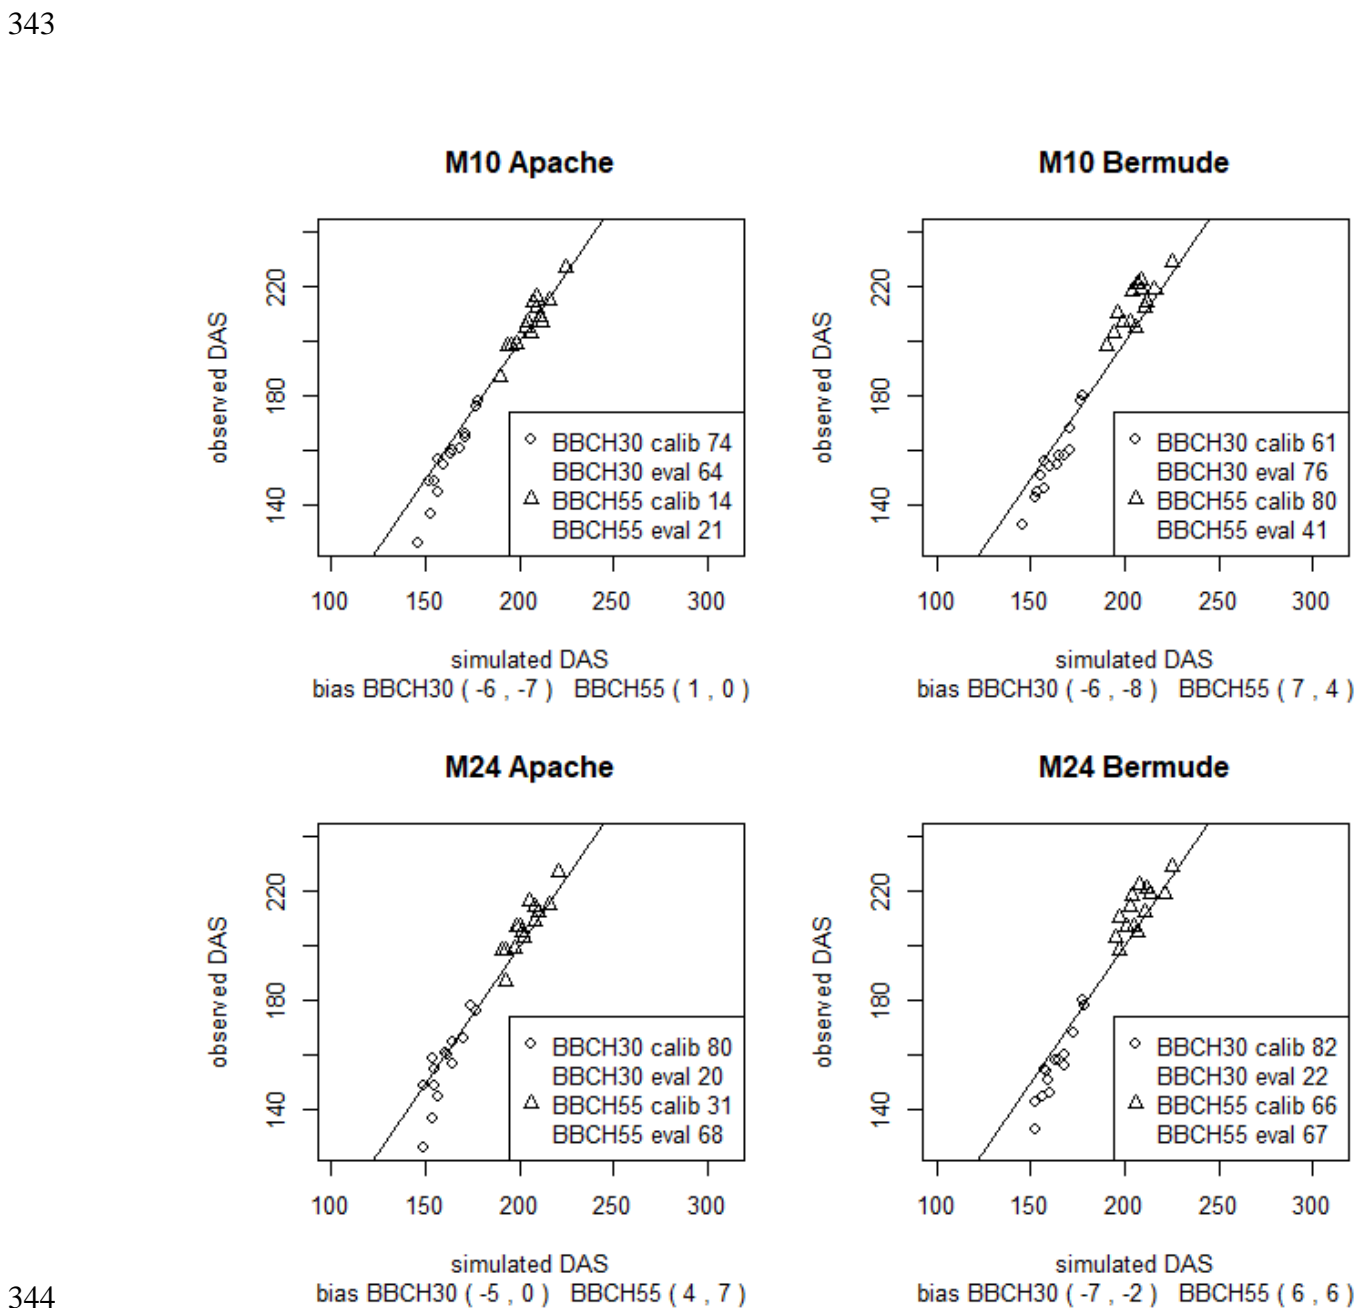 343
M10 Apache
observed DAS
220
180
140
BBCH30 calib 74
BBCH30 eval 64
BBCH55 calib 14
BBCH55 eval 21
100 150 200 250 300
simulated DAS
bias BBCH30 ( -6 , -7 ) BBCH55 ( 1 , 0 )
M10 Bermude
observed DAS
220
180
140
BBCH30 calib 61
BBCH30 eval 76
BBCH55 calib 80
BBCH55 eval 41
100 150 200 250 300
simulated DAS
bias BBCH30 ( -6 , -8 ) BBCH55 ( 7 , 4 )
M24 Apache
observed DAS
220
180
140
BBCH30 calib 80
BBCH30 eval 20
BBCH55 calib 31
BBCH55 eval 68
100 150 200 250 300
simulated DAS
bias BBCH30 ( -5 , 0 ) BBCH55 ( 4 , 7 )
M24 Bermude
observed DAS
220
180
140
BBCH30 calib 82
BBCH30 eval 22
BBCH55 calib 66
BBCH55 eval 67
100 150 200 250 300
simulated DAS
bias BBCH30 ( -7 , -2 ) BBCH55 ( 6 , 6 )
344